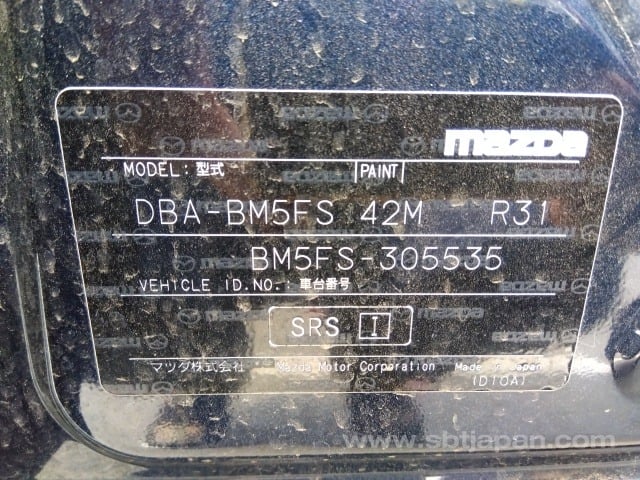 mazda
MODEL: 型式 PAINT
DBA-BM5FS 42M R31
BM5FS-305535
VEHICLE ID.NO.: 車台番号
SRS I
マツダ株式会社 Mazda Motor Corporation Made in Japan
(D10A)
www.sbtjapan.com